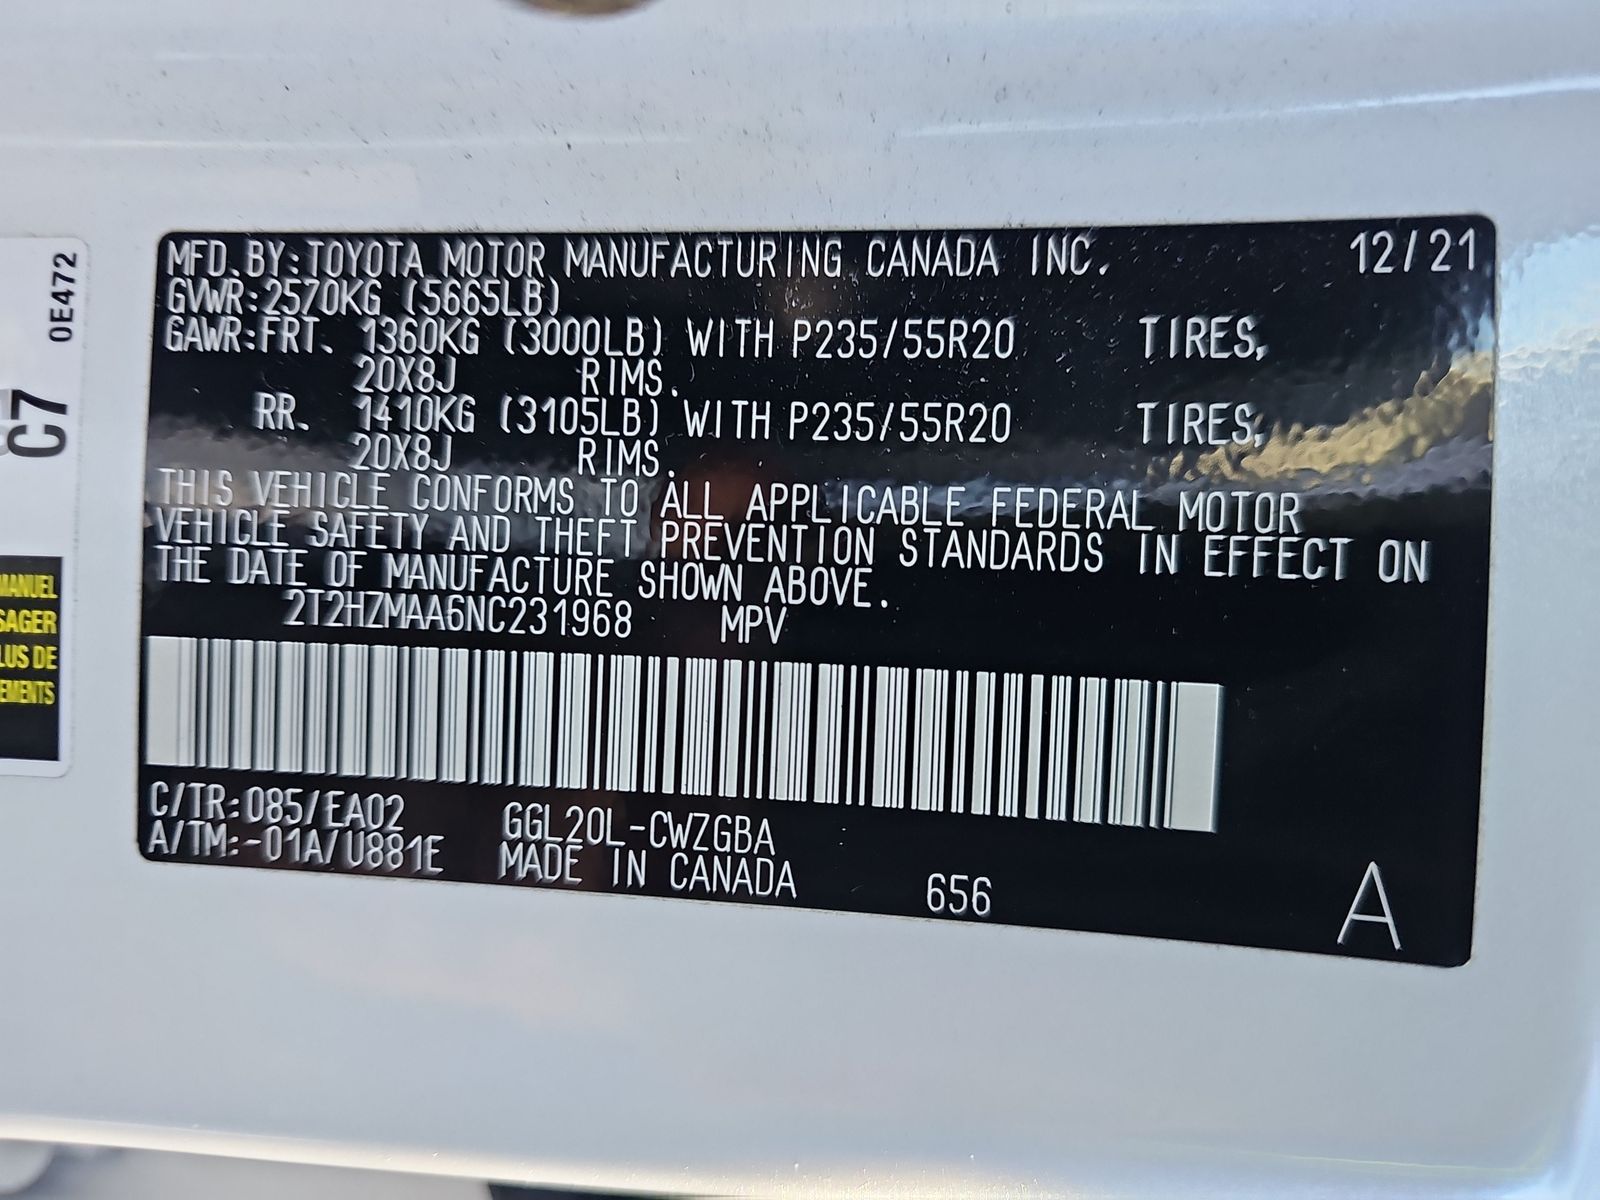 MFD.BY:TOYOTA MOTOR MANUFACTURING CANADA INC. 12/21
GVWR:2570KG (5665LB)
GAWR:FRT. 1360KG (3000LB) WITH P235/55R20 TIRES,
20X8J RIMS.
RR. 1410KG (3105LB) WITH P235/55R20 TIRES,
20X8J RIMS.
THIS VEHICLE CONFORMS TO ALL APPLICABLE FEDERAL MOTOR
VEHICLE SAFETY AND THEFT PREVENTION STANDARDS IN EFFECT ON
THE DATE OF MANUFACTURE SHOWN ABOVE.
2T2HZMAA6NC231968 MPV
C/TR:085/EA02 GGL20L-CWZGBA
A/TM:-01A/U881E MADE IN CANADA 656 A
0E472
C7
MANUEL
SAGER
LUS DE
EMENTS